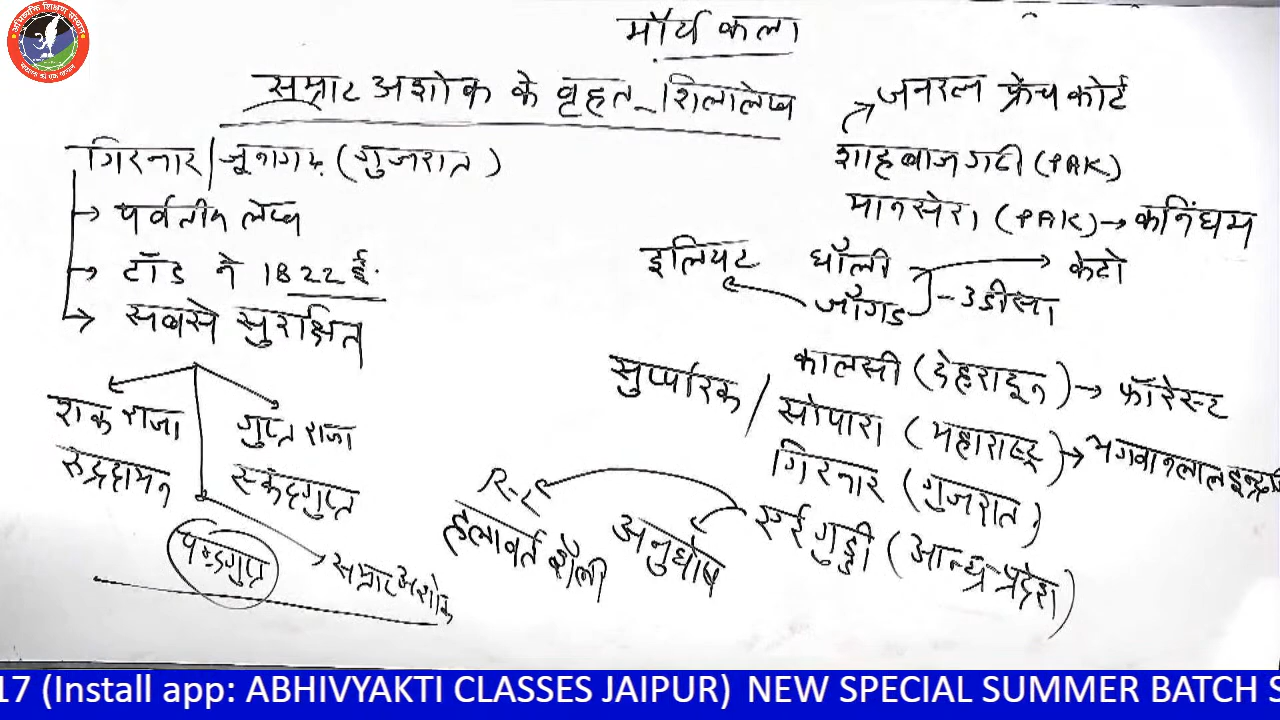 मौर्य कला
सम्राट अशोक के वृहत शिलालेख
गिरनार/जूनागढ़ (गुजरात)
→ पर्वतीय लेख
→ टॉड ने 1822 ई.
→ सबसे सुरक्षित
शक राजा रुद्रदामन
गुप्त राजा स्कंदगुप्त
चन्द्रगुप्त
सम्राट अशोक
जनरल फ्रेंच कोर्ट
शाहबाजगढी (PAK)
मानसेरा (PAK) → कनिंघम
इलियट धौली → केटो
जौगड - उडीसा
कालसी (देहरादून) → फॉरेस्ट
सुर्प्पारक / सोपारा (महाराष्ट्र) → भगवानलाल इन्द्रजि
गिरनार (गुजरात)
एर्रगुड्डी (आन्ध्र प्रदेश)
R-L
हलावर्त शैली
अनुघोष
17 (Install app: ABHIVYAKTI CLASSES JAIPUR) NEW SPECIAL SUMMER BATCH S